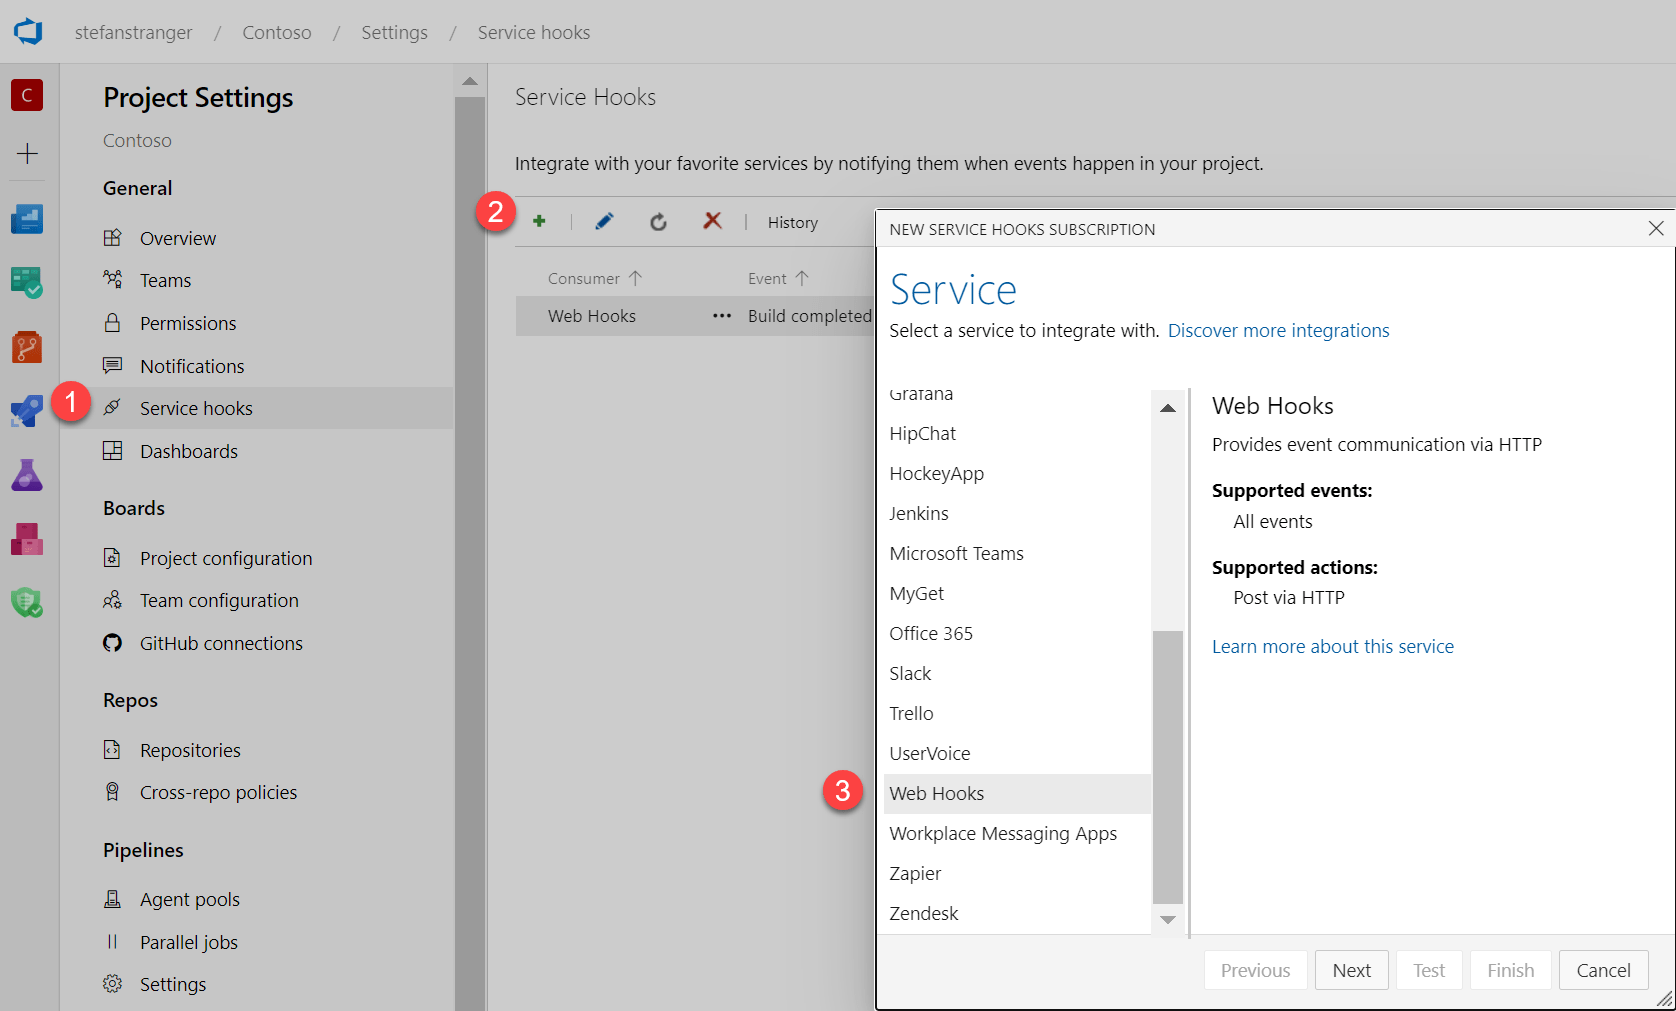 stefanstranger / Contoso / Settings / Service hooks
C
Project Settings
Contoso
General
Overview
Teams
Permissions
Notifications
1
Service hooks
Dashboards
Boards
Project configuration
Team configuration
GitHub connections
Repos
Repositories
Cross-repo policies
Pipelines
Agent pools
Parallel jobs
Settings
Service Hooks
Integrate with your favorite services by notifying them when events happen in your project.
2
History
Consumer Event
Web Hooks ... Build completed
NEW SERVICE HOOKS SUBSCRIPTION
Service
Select a service to integrate with. Discover more integrations
Grafana
HipChat
HockeyApp
Jenkins
Microsoft Teams
MyGet
Office 365
Slack
Trello
UserVoice
3
Web Hooks
Workplace Messaging Apps
Zapier
Zendesk
Web Hooks
Provides event communication via HTTP
Supported events:
All events
Supported actions:
Post via HTTP
Learn more about this service
Previous Next Test Finish Cancel